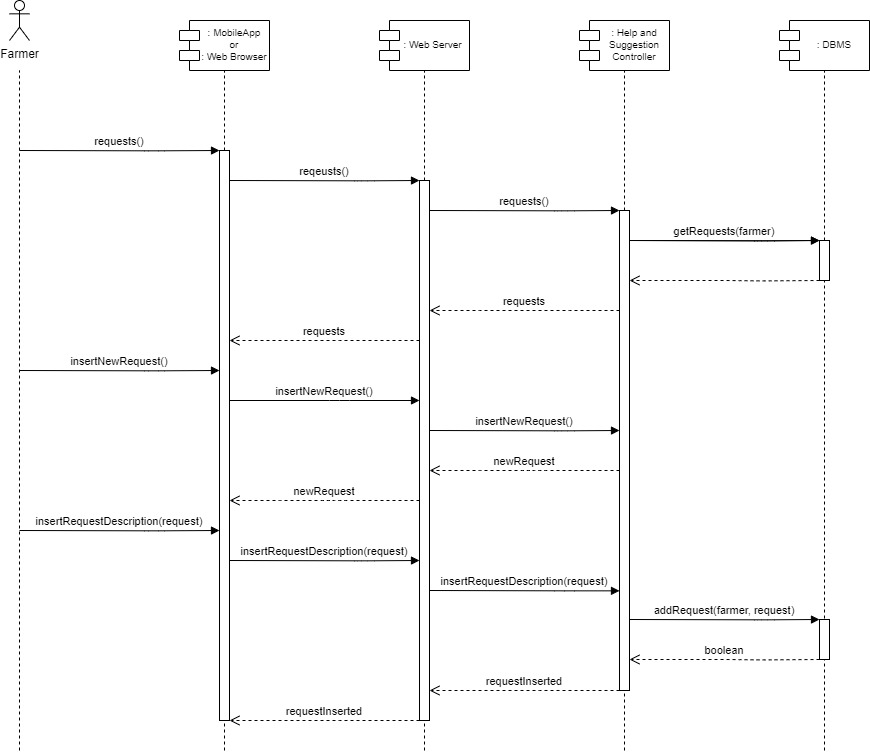 Farmer
: MobileApp
or
: Web Browser
: Web Server
: Help and
Suggestion
Controller
: DBMS
requests()
reqeusts()
requests()
getRequests(farmer)
requests
requests
insertNewRequest()
insertNewRequest()
insertNewRequest()
newRequest
newRequest
insertRequestDescription(request)
insertRequestDescription(request)
insertRequestDescription(request)
addRequest(farmer, request)
boolean
requestInserted
requestInserted